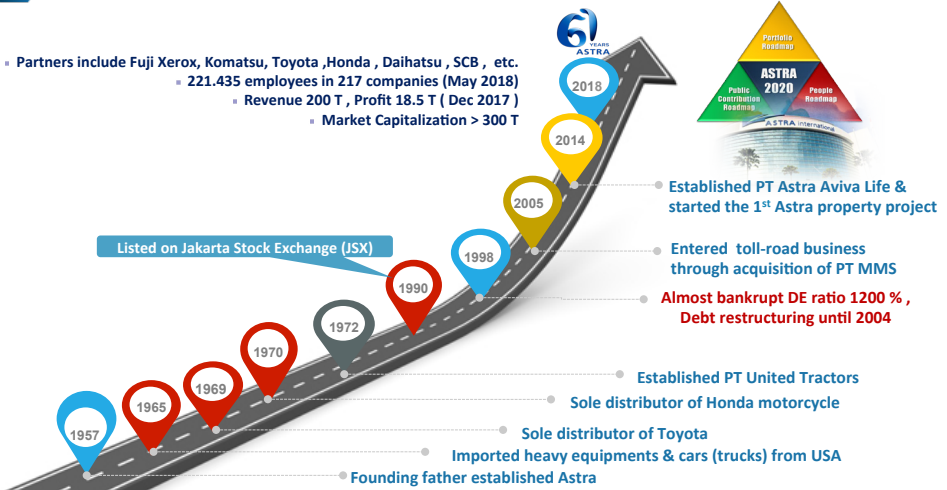 61
YEARS
ASTRA
▪ Partners include Fuji Xerox, Komatsu, Toyota ,Honda , Daihatsu , SCB , etc.
▪ 221.435 employees in 217 companies (May 2018)
▪ Revenue 200 T , Profit 18.5 T ( Dec 2017 )
▪ Market Capitalization > 300 T
Portfolio
Roadmap
ASTRA
2020
Public
Contribution
Roadmap
People
Roadmap
ASTRA international
2018
2014
Established PT Astra Aviva Life &
started the 1st Astra property project
2005
Entered toll-road business
through acquisition of PT MMS
Listed on Jakarta Stock Exchange (JSX)
1998
1990
Almost bankrupt DE ratio 1200 % ,
Debt restructuring until 2004
1972
Established PT United Tractors
1970
Sole distributor of Honda motorcycle
1969
Sole distributor of Toyota
1965
Imported heavy equipments & cars (trucks) from USA
1957
Founding father established Astra